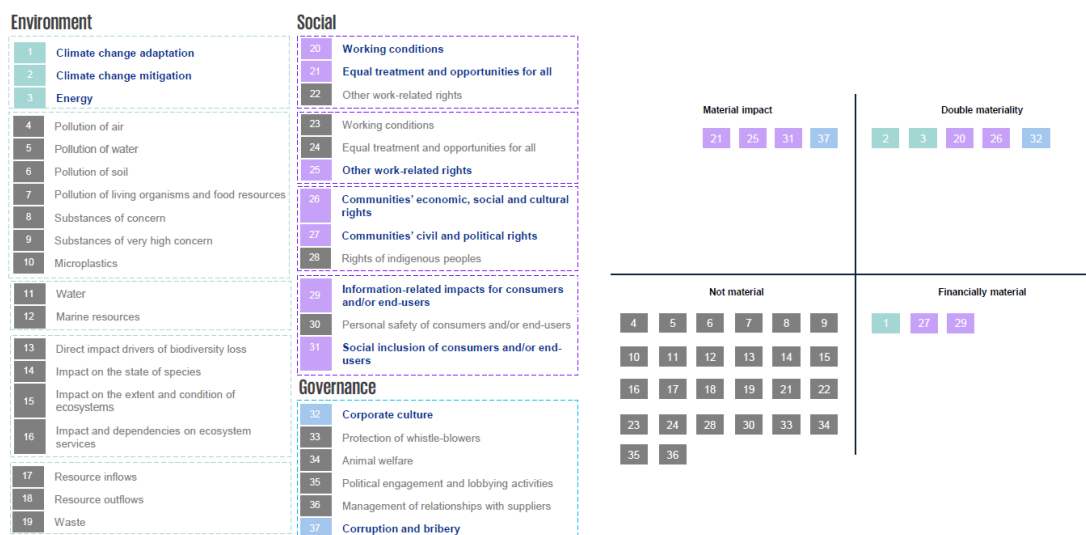 Environment
1 Climate change adaptation
2 Climate change mitigation
3 Energy
4 Pollution of air
5 Pollution of water
6 Pollution of soil
7 Pollution of living organisms and food resources
8 Substances of concern
9 Substances of very high concern
10 Microplastics
11 Water
12 Marine resources
13 Direct impact drivers of biodiversity loss
14 Impact on the state of species
15 Impact on the extent and condition of
ecosystems
16 Impact and dependencies on ecosystem
services
17 Resource inflows
18 Resource outflows
19 Waste
Social
20 Working conditions
21 Equal treatment and opportunities for all
22 Other work-related rights
23 Working conditions
24 Equal treatment and opportunities for all
25 Other work-related rights
26 Communities' economic, social and cultural
rights
27 Communities' civil and political rights
28 Rights of indigenous peoples
29 Information-related impacts for consumers
and/or end-users
30 Personal safety of consumers and/or end-users
31 Social inclusion of consumers and/or end-
users
Governance
32 Corporate culture
33 Protection of whistle-blowers
34 Animal welfare
35 Political engagement and lobbying activities
36 Management of relationships with suppliers
37 Corruption and bribery
Material impact
21 25 31 37
Double materiality
2 3 20 26 32
Not material
4 5 6 7 8 9
10 11 12 13 14 15
16 17 18 19 21 22
23 24 28 30 33 34
35 36
Financially material
1 27 29